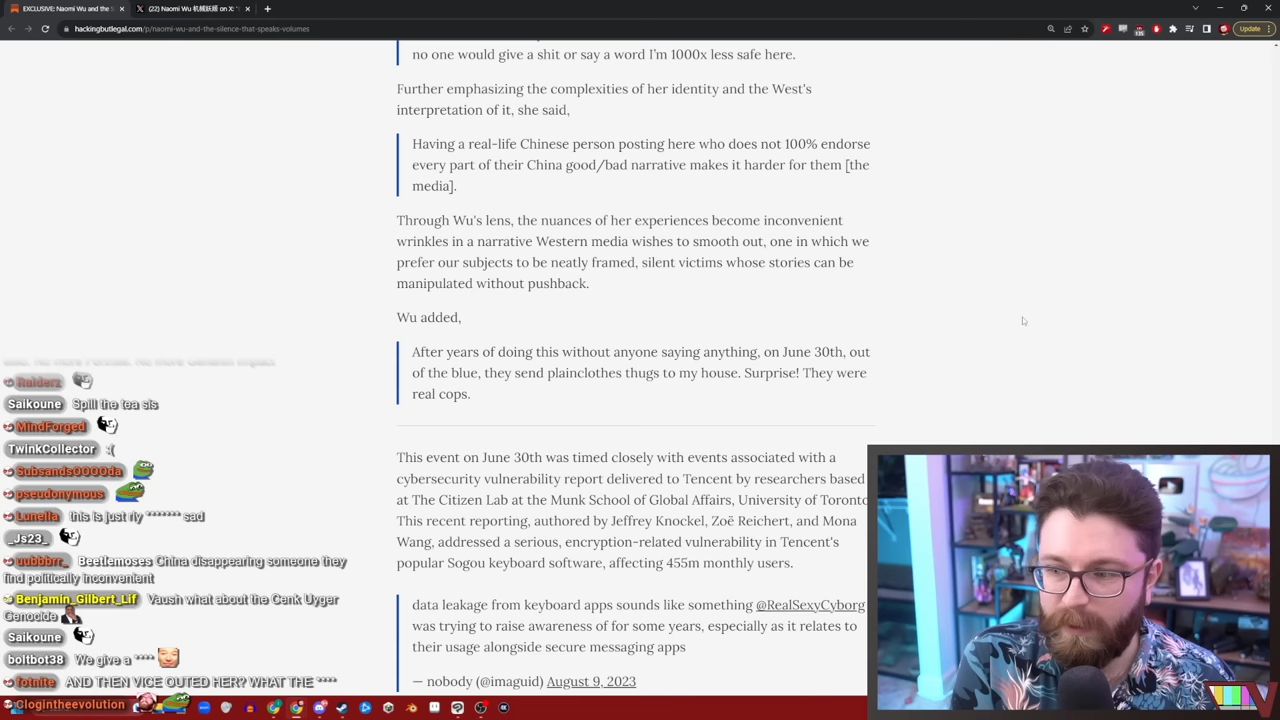 EXCLUSIVE: Naomi Wu and the S
(22) Naomi Wu 机械妖姬 on X: "
hackingbutlegal.com/p/naomi-wu-and-the-silence-that-speaks-volumes
135
Update
no one would give a shit or say a word I'm 1000x less safe here.
Further emphasizing the complexities of her identity and the West's
interpretation of it, she said,
Having a real-life Chinese person posting here who does not 100% endorse
every part of their China good/bad narrative makes it harder for them [the
media].
Through Wu's lens, the nuances of her experiences become inconvenient
wrinkles in a narrative Western media wishes to smooth out, one in which we
prefer our subjects to be neatly framed, silent victims whose stories can be
manipulated without pushback.
Wu added,
After years of doing this without anyone saying anything, on June 30th, out
of the blue, they send plainclothes thugs to my house. Surprise! They were
real cops.
This event on June 30th was timed closely with events associated with a
cybersecurity vulnerability report delivered to Tencent by researchers based
at The Citizen Lab at the Munk School of Global Affairs, University of Toronto
This recent reporting, authored by Jeffrey Knockel, Zoë Reichert, and Mona
Wang, addressed a serious, encryption-related vulnerability in Tencent's
popular Sogou keyboard software, affecting 455m monthly users.
data leakage from keyboard apps sounds like something @RealSexyCyborg
was trying to raise awareness of for some years, especially as it relates to
their usage alongside secure messaging apps
— nobody (@imaguid) August 9, 2023
Raiderz
Saikoune Spill the tea sis
MindForged
TwinkCollector :(
SubsandsOOOOda
pseudonymous
Lunella this is just rly ******* sad
_Js23_
uubbbrr_ Beetlemoses China disappearing someone they
find politically inconvenient
Benjamin_Gilbert_Lif Vaush what about the Cenk Uyger
Genocide
Saikoune
boltbot38 We give a ****
fotnite AND THEN VICE OUTED HER? WHAT THE ****
Clogintheevolution